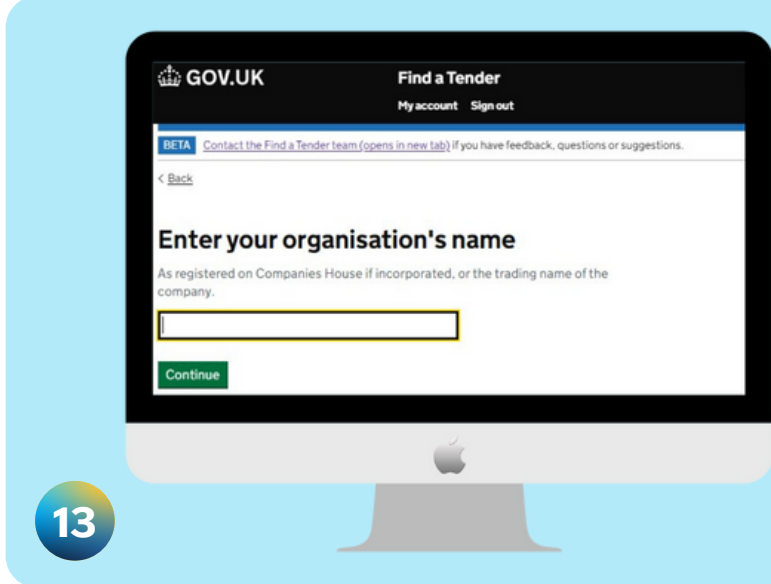 GOV.UK
Find a Tender
My account Sign out
BETA Contact the Find a Tender team (opens in new tab) if you have feedback, questions or suggestions.
< Back
Enter your organisation's name
As registered on Companies House if incorporated, or the trading name of the
company.
Continue
13